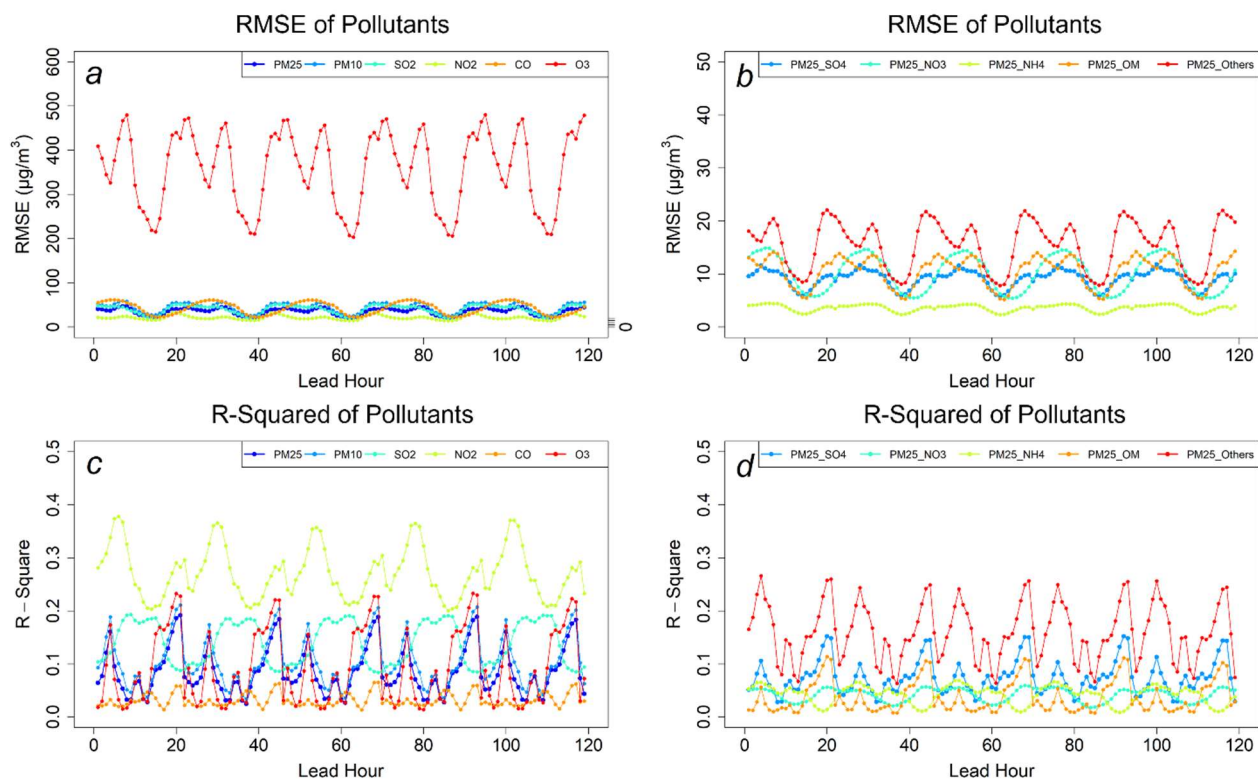 RMSE of Pollutants
a
PM25 PM10 SO2 NO2 CO O3
RMSE (µg/m³)
600
500
400
300
200
100
0
0 20 40 60 80 100 120
0
Lead Hour
RMSE of Pollutants
b
PM25_SO4 PM25_NO3 PM25_NH4 PM25_OM PM25_Others
RMSE (µg/m³)
50
40
30
20
10
0
0 20 40 60 80 100 120
Lead Hour
R-Squared of Pollutants
c
PM25 PM10 SO2 NO2 CO O3
R – Square
0.5
0.4
0.3
0.2
0.1
0.0
0 20 40 60 80 100 120
Lead Hour
R-Squared of Pollutants
d
PM25_SO4 PM25_NO3 PM25_NH4 PM25_OM PM25_Others
R – Square
0.5
0.4
0.3
0.2
0.1
0.0
0 20 40 60 80 100 120
Lead Hour